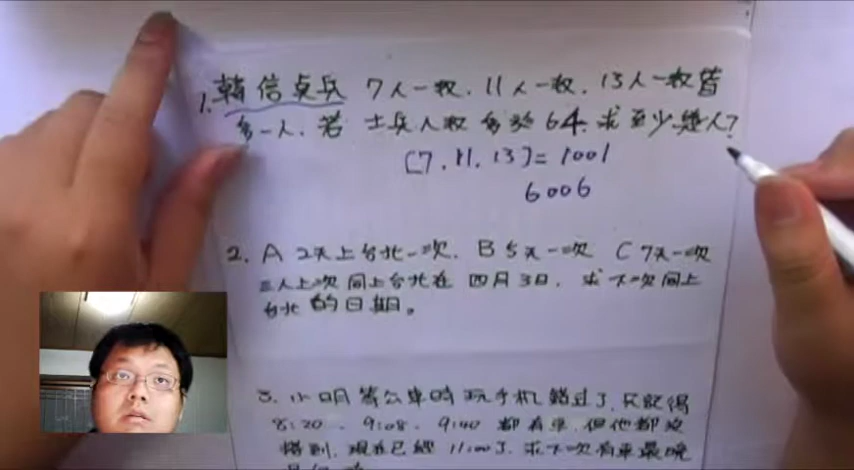 1. 韓信點兵 7人一數. 11人一數. 13人一數皆
多一人. 若 士兵人數 多於 64. 求 至少幾人?
[7. 11. 13] = 1001
6006
2. A 2天上台北一次. B 5天一次 C 7天一次
三人上次同上台北在 四月3日. 求下次同上
台北的日期。
3. 小明等公車時玩手机 錯過了, 只記得
8:20 、9:08 、9:40 都有車. 但他都沒
搭到. 現在已經 11:00了. 求下次有車最晚